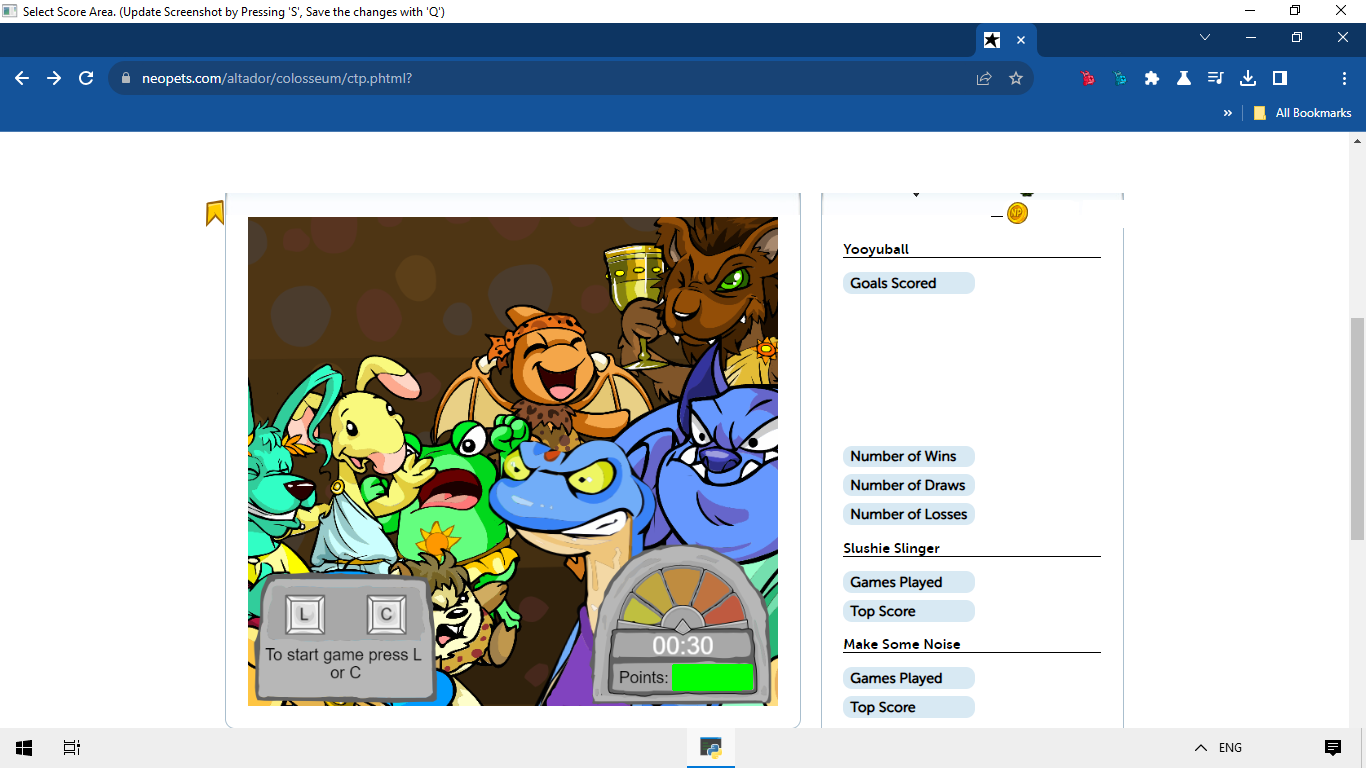 Select Score Area. (Update Screenshot by Pressing 'S', Save the changes with 'Q')
neopets.com/altador/colosseum/ctp.phtml?
» All Bookmarks
Yooyuball
Goals Scored
Number of Wins
Number of Draws
Number of Losses
Slushie Slinger
Games Played
Top Score
Make Some Noise
Games Played
Top Score
L C
To start game press L
or C
00:30
Points:
ENG